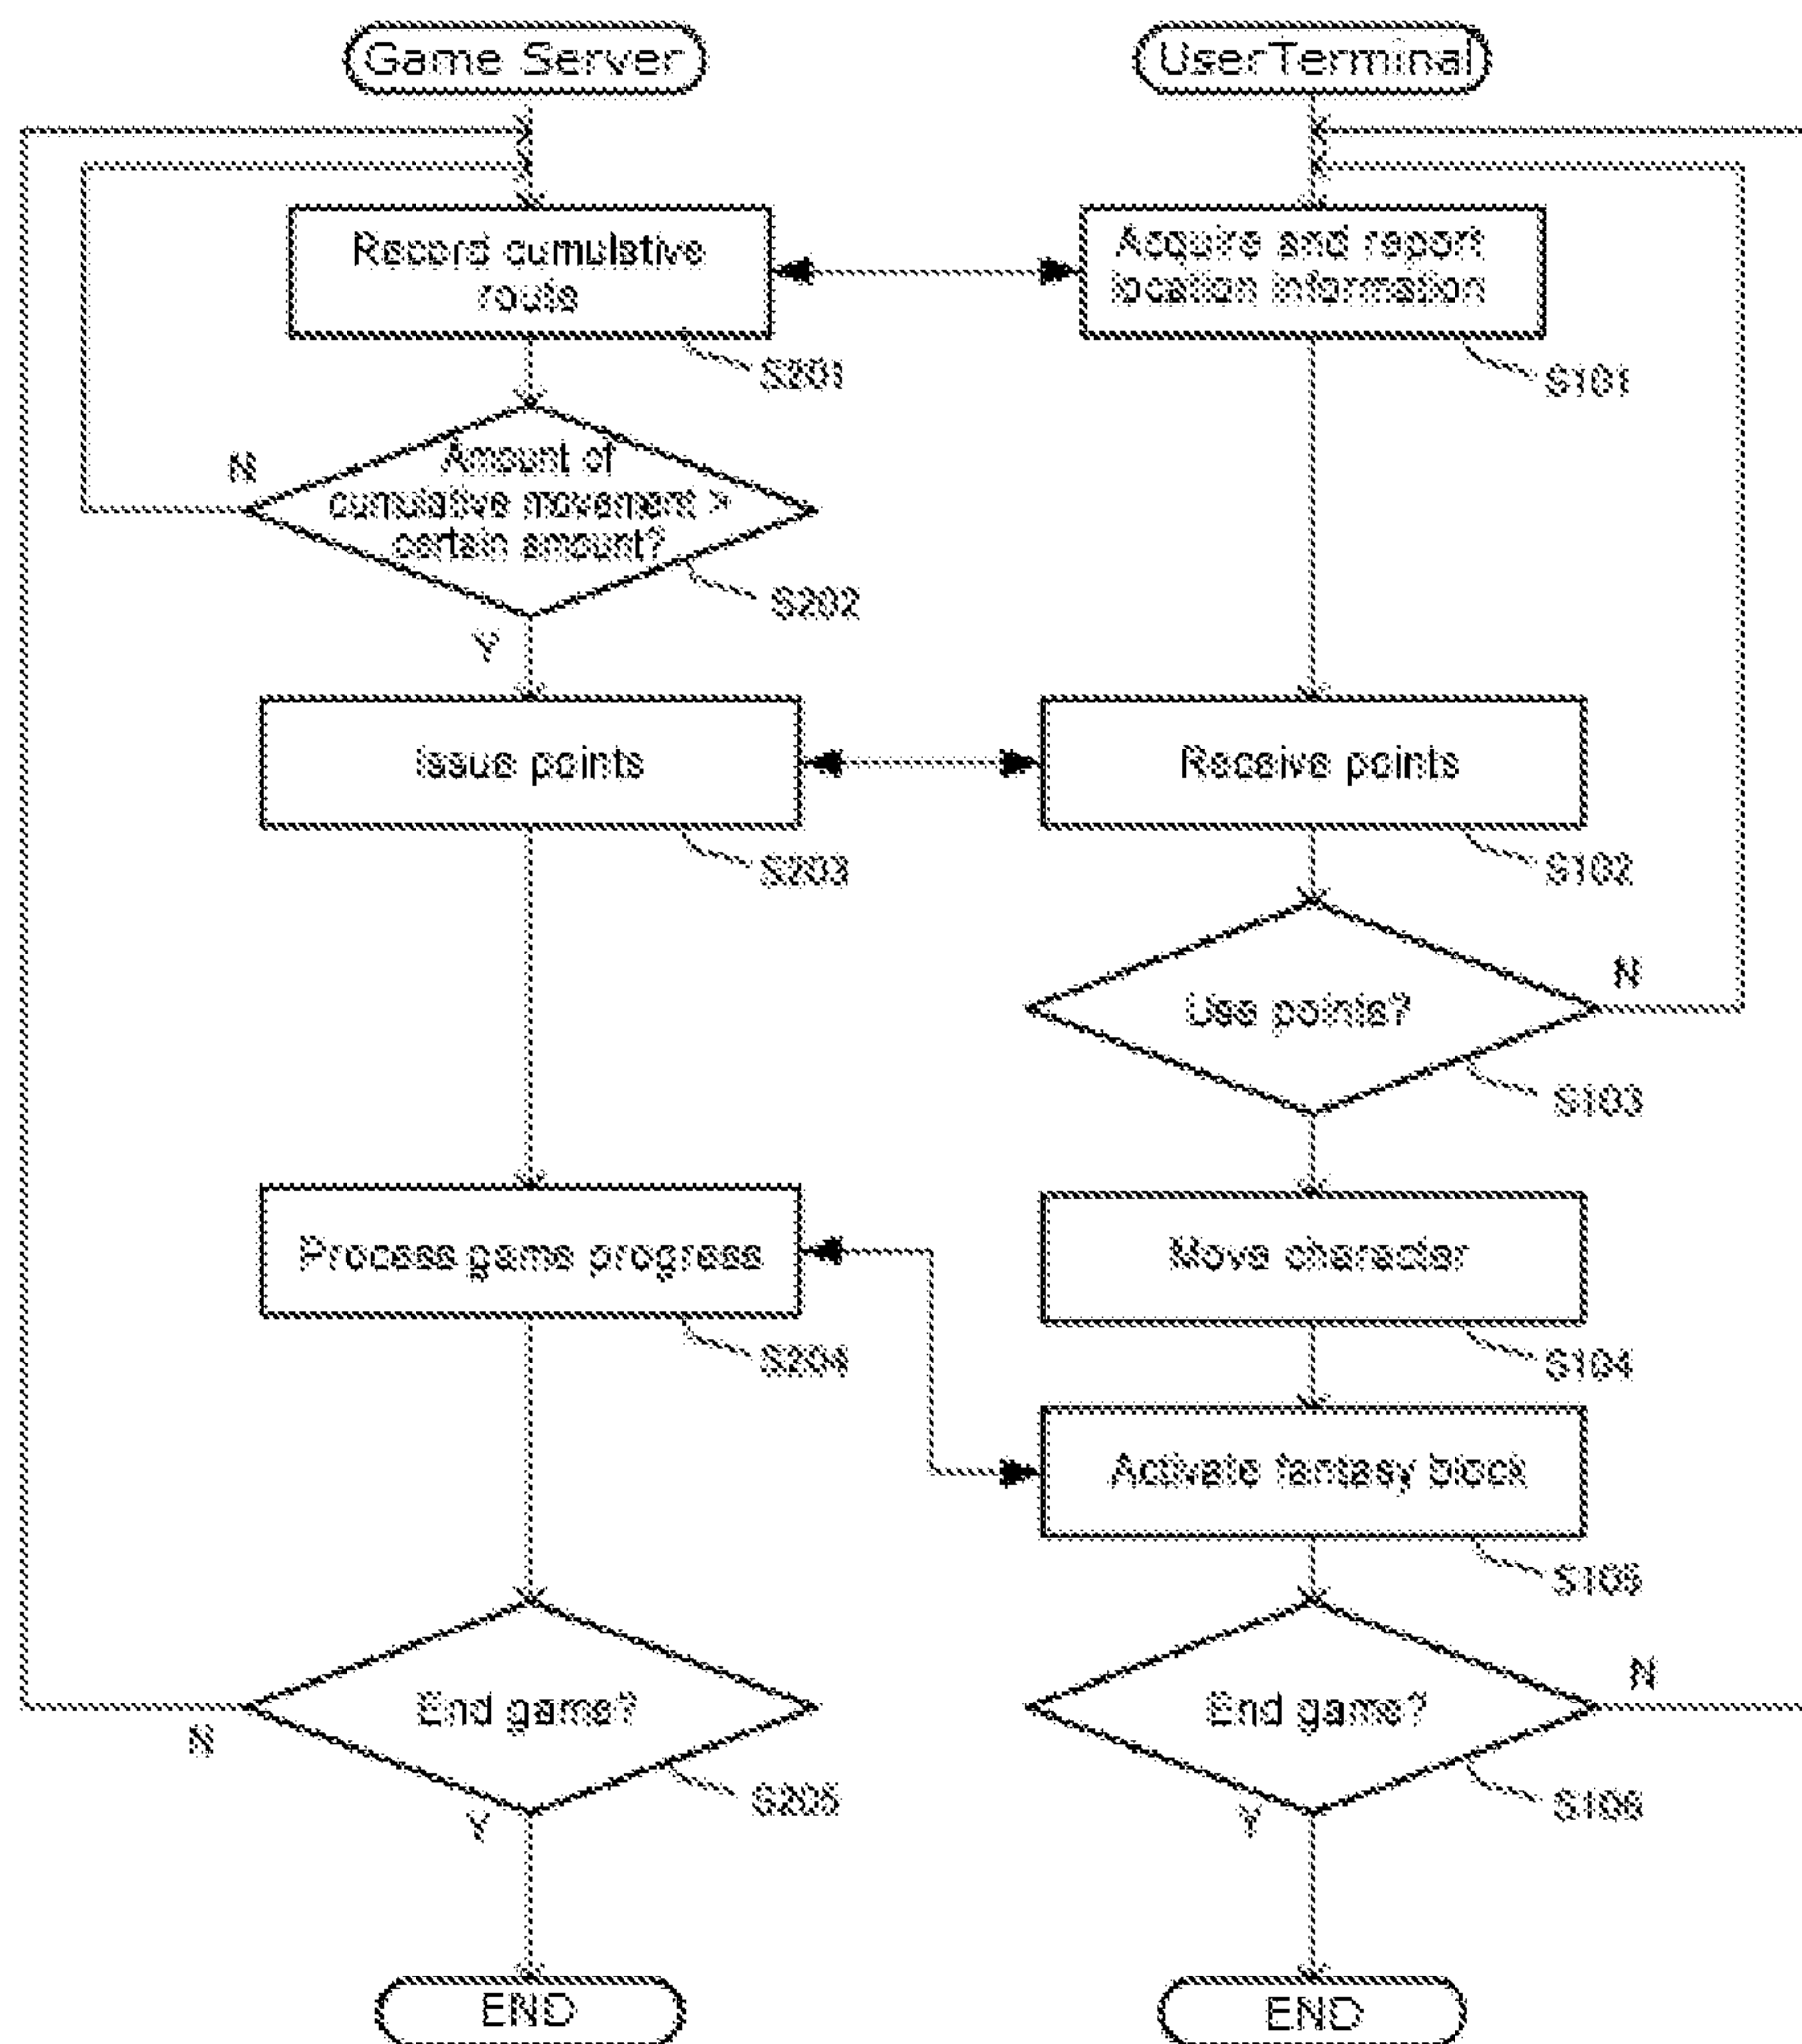 Game Server
UserTerminal
Record cumulative
route
S201
Acquire and report
location information
S101
Amount of
cumulative movement >
certain amount?
N
S202
Y
Issue points
S203
Receive points
S102
Use points?
N
S103
Process game progress
S204
Move character
S104
Activate fantasy block
S105
End game?
N
S205
Y
End game?
N
S106
Y
END
END